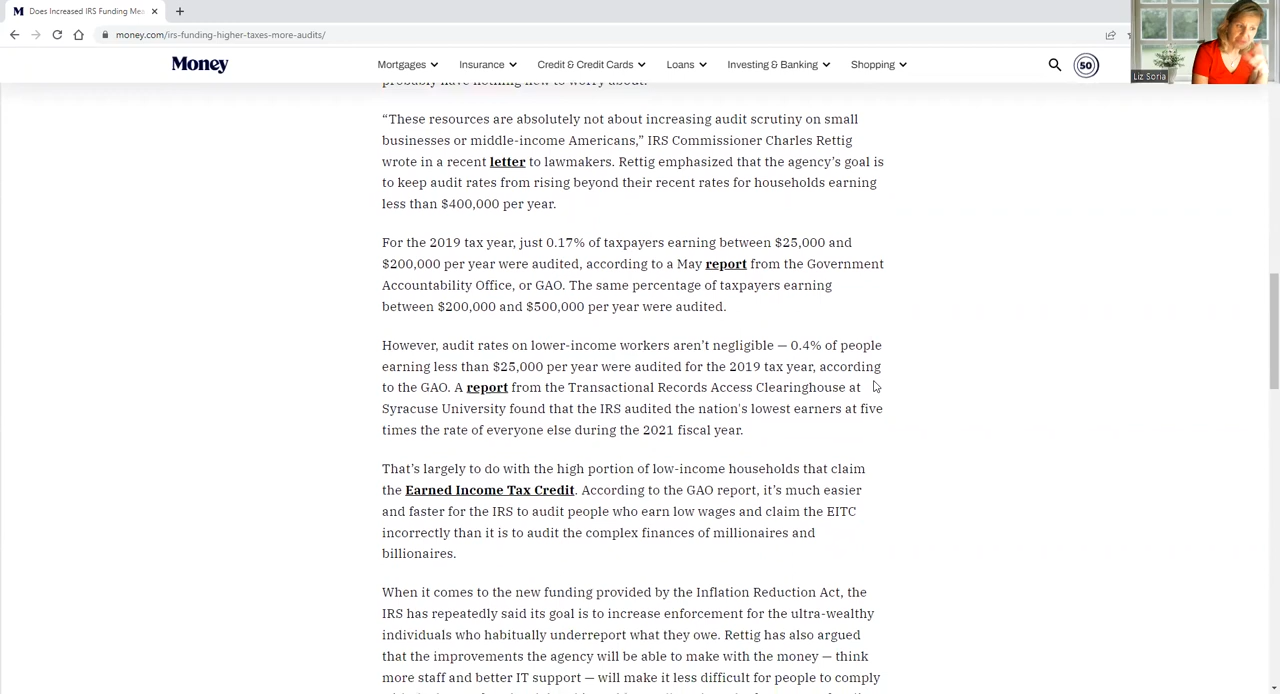 Does Increased IRS Funding Mea
money.com/irs-funding-higher-taxes-more-audits/
Money
Mortgages
Insurance
Credit & Credit Cards
Loans
Investing & Banking
Shopping
50
Liz Soria
probably have nothing new to worry about.
“These resources are absolutely not about increasing audit scrutiny on small
businesses or middle-income Americans,” IRS Commissioner Charles Rettig
wrote in a recent letter to lawmakers. Rettig emphasized that the agency’s goal is
to keep audit rates from rising beyond their recent rates for households earning
less than $400,000 per year.
For the 2019 tax year, just 0.17% of taxpayers earning between $25,000 and
$200,000 per year were audited, according to a May report from the Government
Accountability Office, or GAO. The same percentage of taxpayers earning
between $200,000 and $500,000 per year were audited.
However, audit rates on lower-income workers aren’t negligible — 0.4% of people
earning less than $25,000 per year were audited for the 2019 tax year, according
to the GAO. A report from the Transactional Records Access Clearinghouse at
Syracuse University found that the IRS audited the nation's lowest earners at five
times the rate of everyone else during the 2021 fiscal year.
That’s largely to do with the high portion of low-income households that claim
the Earned Income Tax Credit. According to the GAO report, it’s much easier
and faster for the IRS to audit people who earn low wages and claim the EITC
incorrectly than it is to audit the complex finances of millionaires and
billionaires.
When it comes to the new funding provided by the Inflation Reduction Act, the
IRS has repeatedly said its goal is to increase enforcement for the ultra-wealthy
individuals who habitually underreport what they owe. Rettig has also argued
that the improvements the agency will be able to make with the money — think
more staff and better IT support — will make it less difficult for people to comply